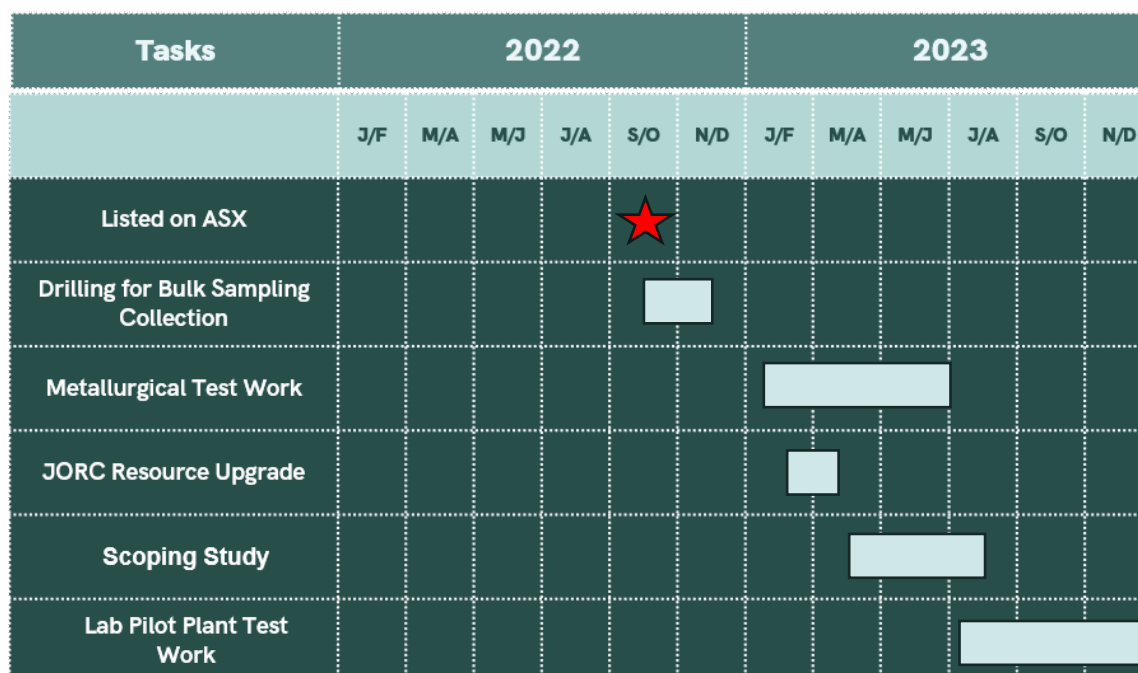 Tasks 2022 2023
J/F M/A M/J J/A S/O N/D J/F M/A M/J J/A S/O N/D
Listed on ASX
Drilling for Bulk Sampling
Collection
Metallurgical Test Work
JORC Resource Upgrade
Scoping Study
Lab Pilot Plant Test
Work